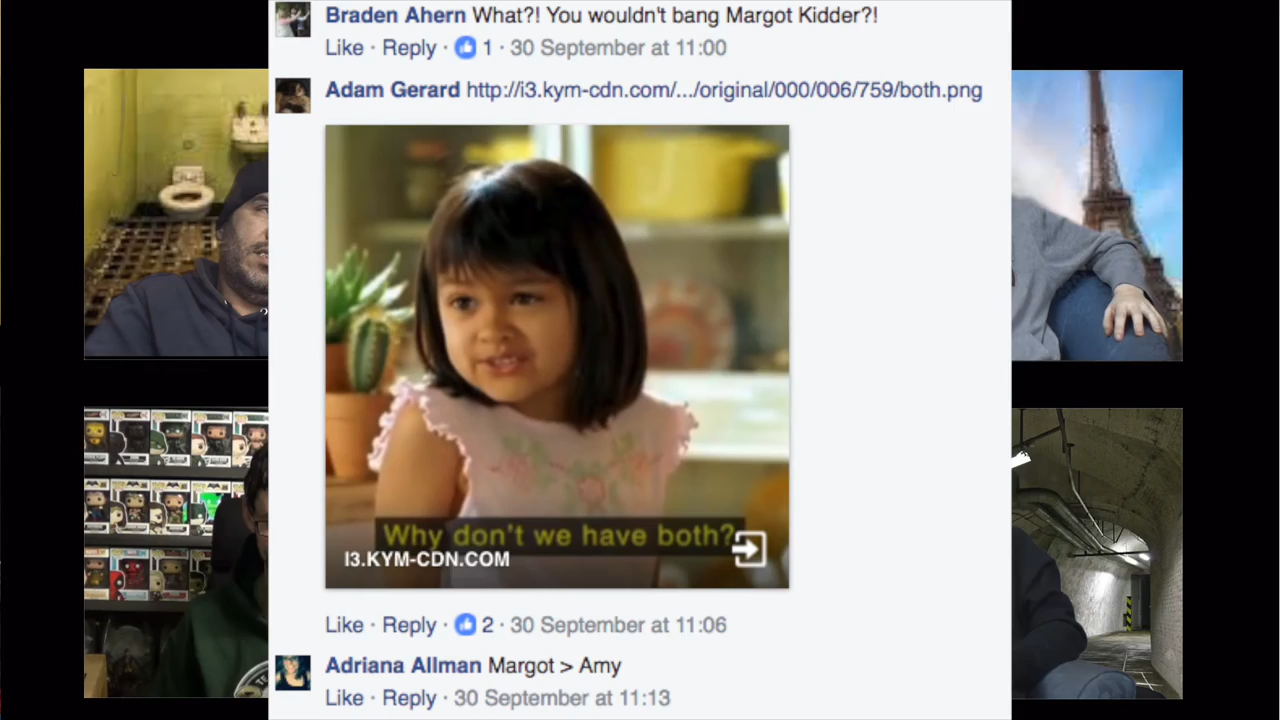 Braden Ahern What?! You wouldn't bang Margot Kidder?!
Like · Reply · 1 · 30 September at 11:00
Adam Gerard http://i3.kym-cdn.com/.../original/000/006/759/both.png
Why don't we have both?
I3.KYM-CDN.COM
Like · Reply · 2 · 30 September at 11:06
Adriana Allman Margot > Amy
Like · Reply · 30 September at 11:13